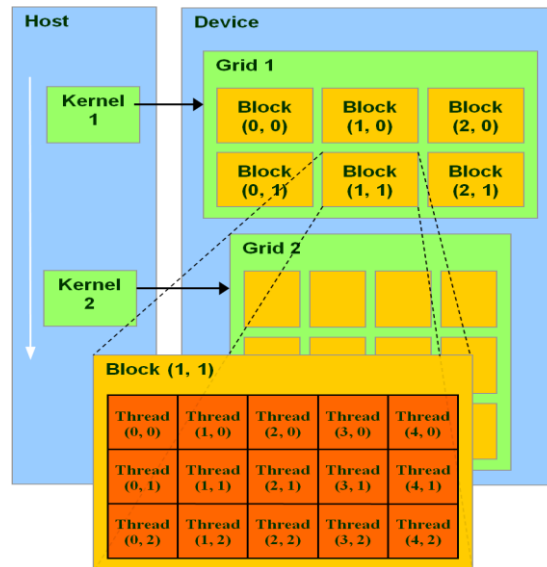 Host
Device
Grid 1
Kernel
1
Block
(0, 0)
Block
(1, 0)
Block
(2, 0)
Block
(0, 1)
Block
(1, 1)
Block
(2, 1)
Grid 2
Kernel
2
Block (1, 1)
Thread
(0, 0)
Thread
(1, 0)
Thread
(2, 0)
Thread
(3, 0)
Thread
(4, 0)
Thread
(0, 1)
Thread
(1, 1)
Thread
(2, 1)
Thread
(3, 1)
Thread
(4, 1)
Thread
(0, 2)
Thread
(1, 2)
Thread
(2, 2)
Thread
(3, 2)
Thread
(4, 2)